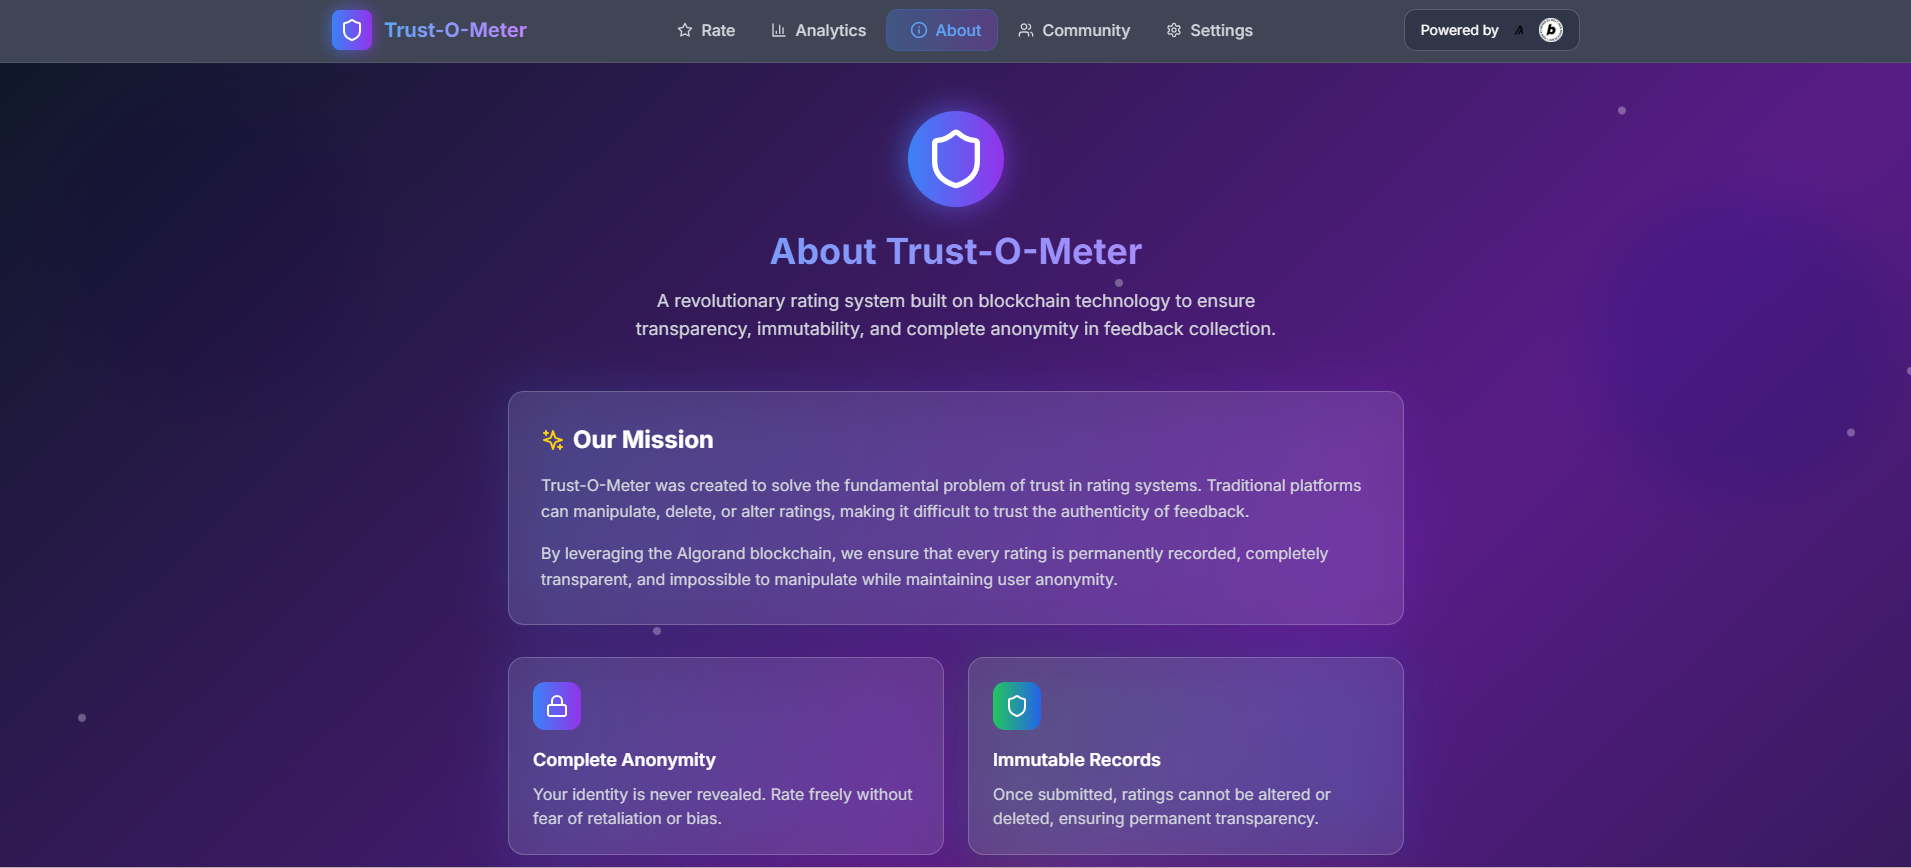 Trust-O-Meter
Rate
Analytics
About
Community
Settings
Powered by
b
About Trust-O-Meter
A revolutionary rating system built on blockchain technology to ensure
transparency, immutability, and complete anonymity in feedback collection.
Our Mission
Trust-O-Meter was created to solve the fundamental problem of trust in rating systems. Traditional platforms
can manipulate, delete, or alter ratings, making it difficult to trust the authenticity of feedback.
By leveraging the Algorand blockchain, we ensure that every rating is permanently recorded, completely
transparent, and impossible to manipulate while maintaining user anonymity.
Complete Anonymity
Your identity is never revealed. Rate freely without
fear of retaliation or bias.
Immutable Records
Once submitted, ratings cannot be altered or
deleted, ensuring permanent transparency.